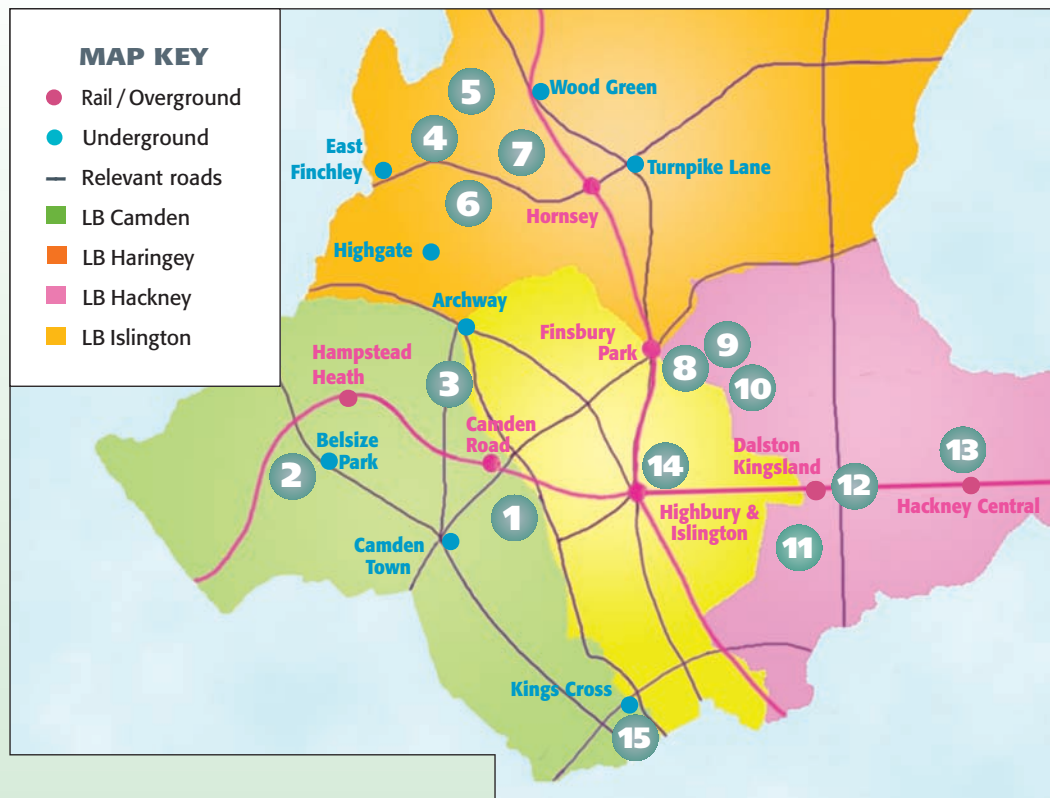 MAP KEY
Rail / Overground
Underground
Relevant roads
LB Camden
LB Haringey
LB Hackney
LB Islington
5
Wood Green
4
East
Finchley
7
Turnpike Lane
6
Hornsey
Highgate
Archway
Finsbury
Park
9
8
10
Hampstead
Heath
3
Camden
Road
Belsize
Park
2
14
Dalston
Kingsland
13
12
Hackney Central
1
Highbury &
Islington
11
Camden
Town
Kings Cross
15